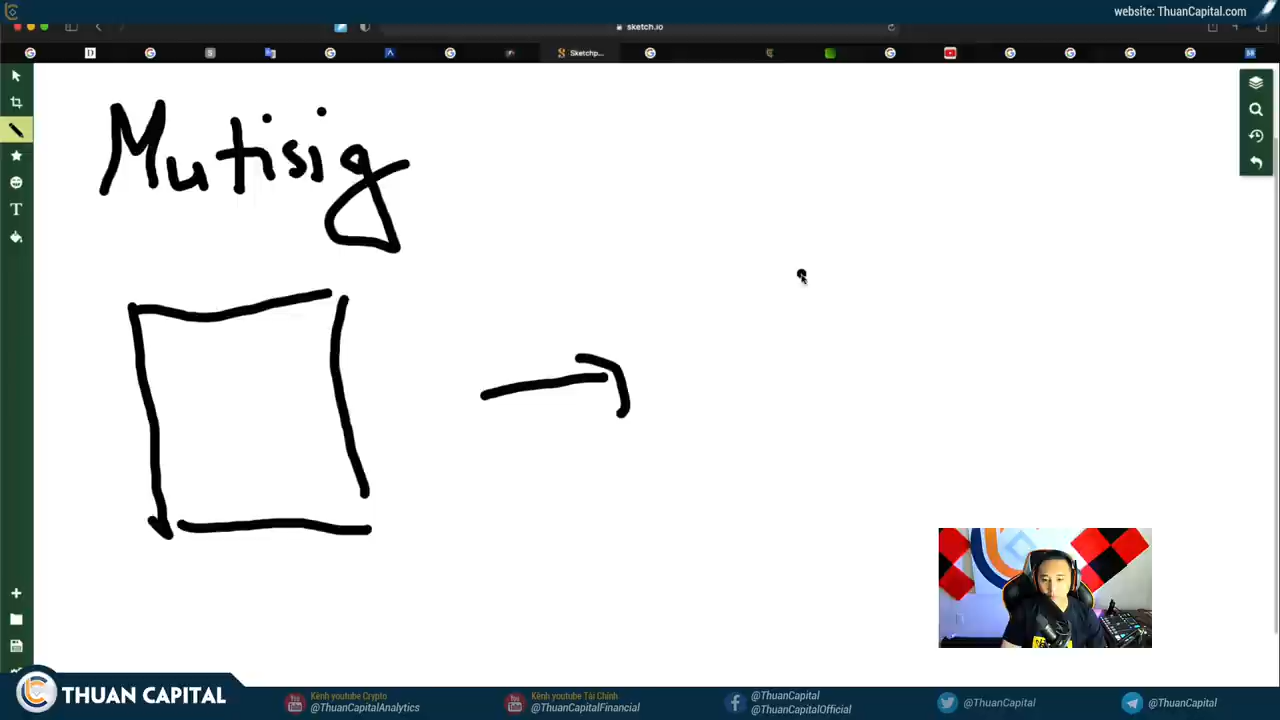 website: ThuanCapital.com
sketch.io
Sketchp...
Mutisig
THUAN CAPITAL
Kênh youtube Crypto
@ThuanCapitalAnalytics
Kênh youtube Tài Chính
@ThuanCapitalFinancial
@ThuanCapital
@ThuanCapitalOfficial
@ThuanCapital
@ThuanCapital